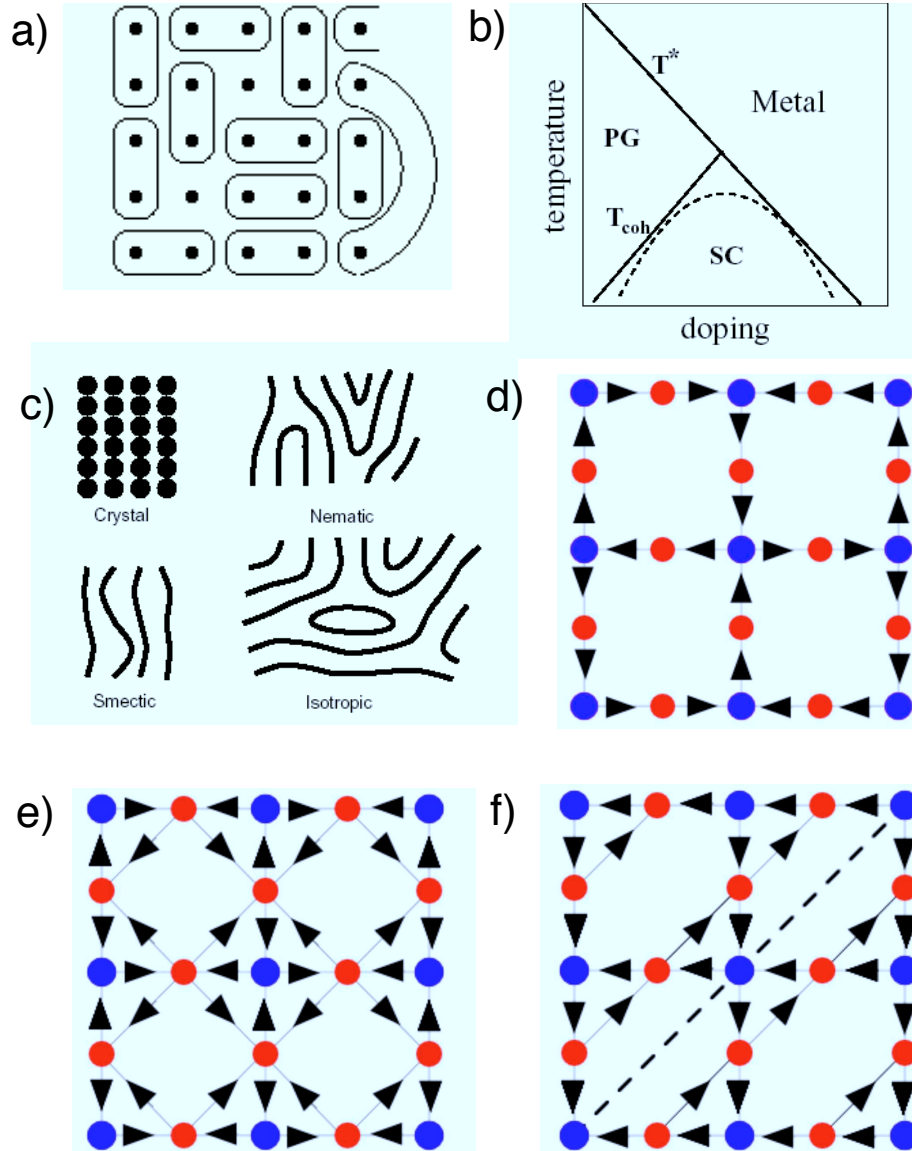 a)
b)
T*
Metal
temperature
PG
Tcoh
SC
doping
c)
Crystal
Nematic
Smectic
Isotropic
d)
e)
f)